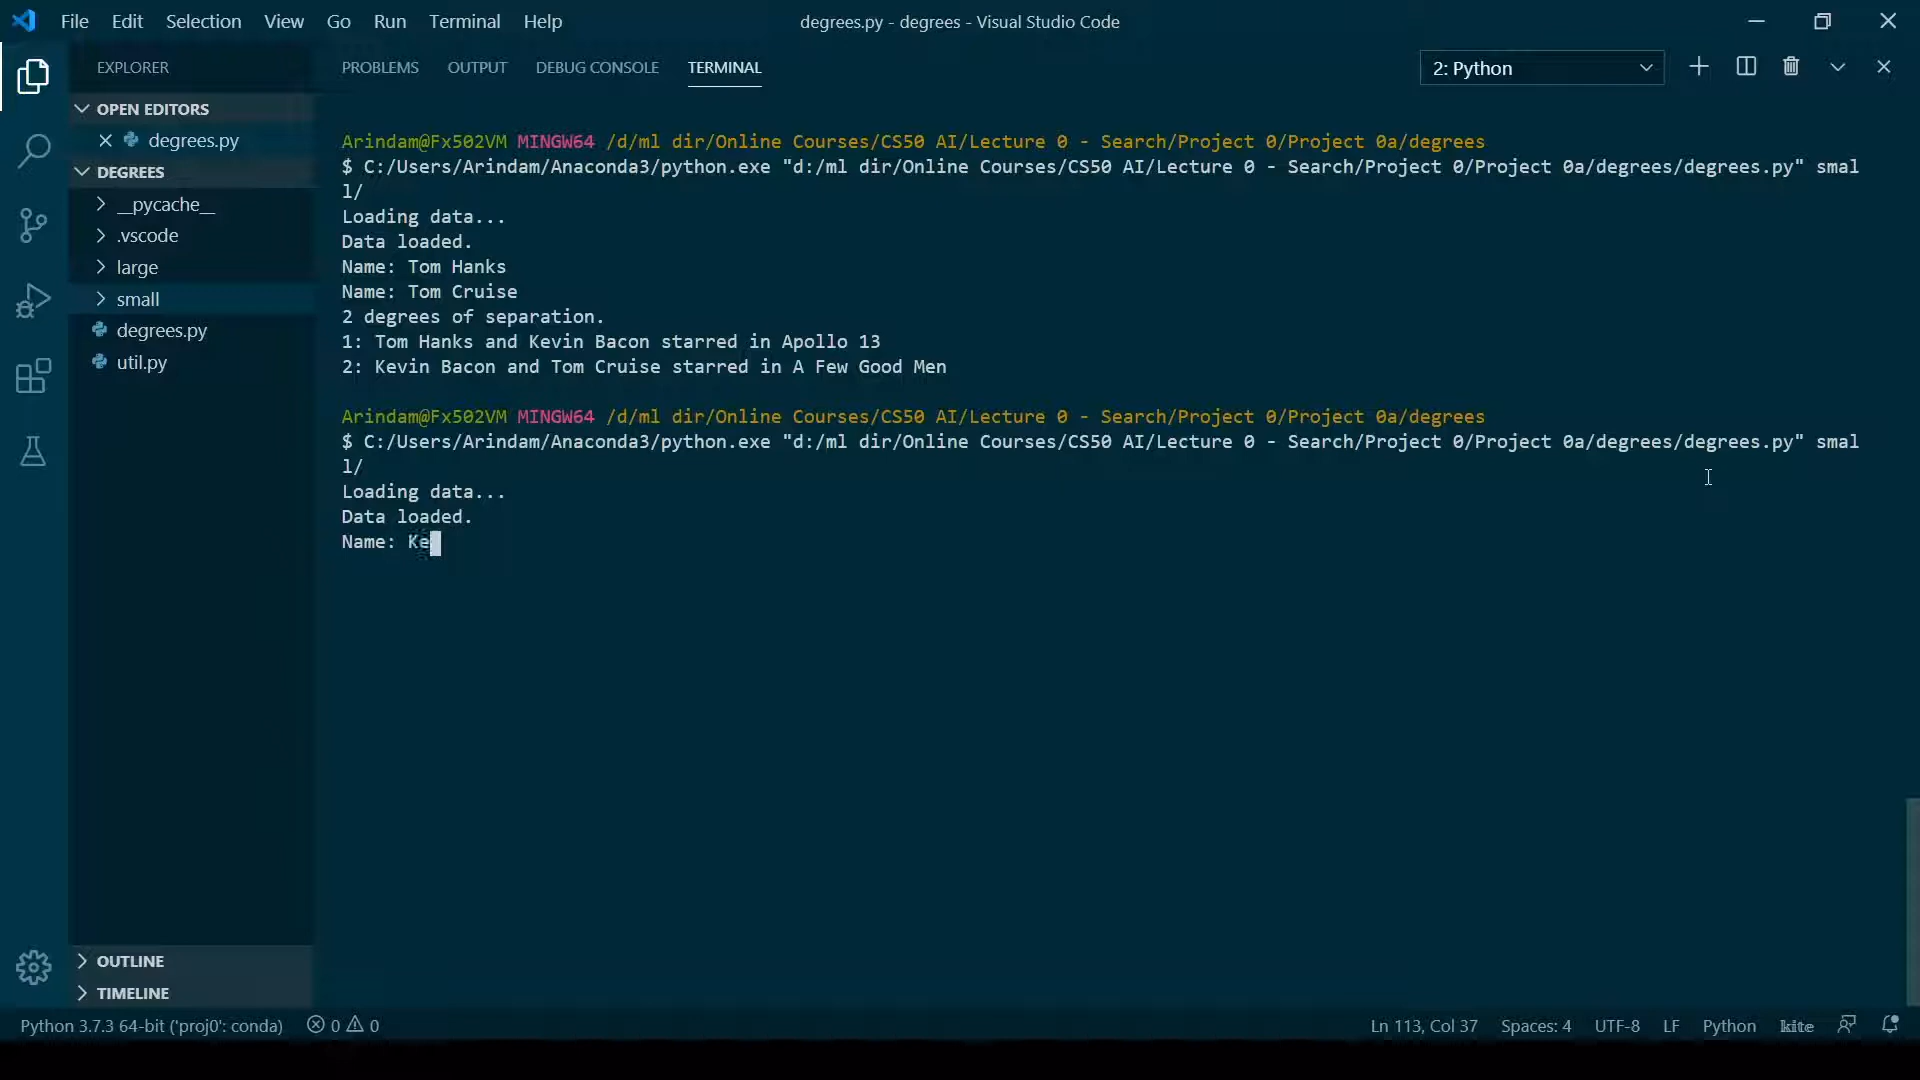 File Edit Selection View Go Run Terminal Help
degrees.py - degrees - Visual Studio Code
EXPLORER
OPEN EDITORS
degrees.py
DEGREES
__pycache__
.vscode
large
small
degrees.py
util.py
OUTLINE
TIMELINE
PROBLEMS OUTPUT DEBUG CONSOLE TERMINAL
2: Python
Arindam@Fx502VM MINGW64 /d/ml dir/Online Courses/CS50 AI/Lecture 0 - Search/Project 0/Project 0a/degrees
$ C:/Users/Arindam/Anaconda3/python.exe "d:/ml dir/Online Courses/CS50 AI/Lecture 0 - Search/Project 0/Project 0a/degrees/degrees.py" smal
l/
Loading data...
Data loaded.
Name: Tom Hanks
Name: Tom Cruise
2 degrees of separation.
1: Tom Hanks and Kevin Bacon starred in Apollo 13
2: Kevin Bacon and Tom Cruise starred in A Few Good Men
Arindam@Fx502VM MINGW64 /d/ml dir/Online Courses/CS50 AI/Lecture 0 - Search/Project 0/Project 0a/degrees
$ C:/Users/Arindam/Anaconda3/python.exe "d:/ml dir/Online Courses/CS50 AI/Lecture 0 - Search/Project 0/Project 0a/degrees/degrees.py" smal
l/
Loading data...
Data loaded.
Name: Ke
Python 3.7.3 64-bit ('proj0': conda) 0 0 Ln 113, Col 37 Spaces: 4 UTF-8 LF Python kite